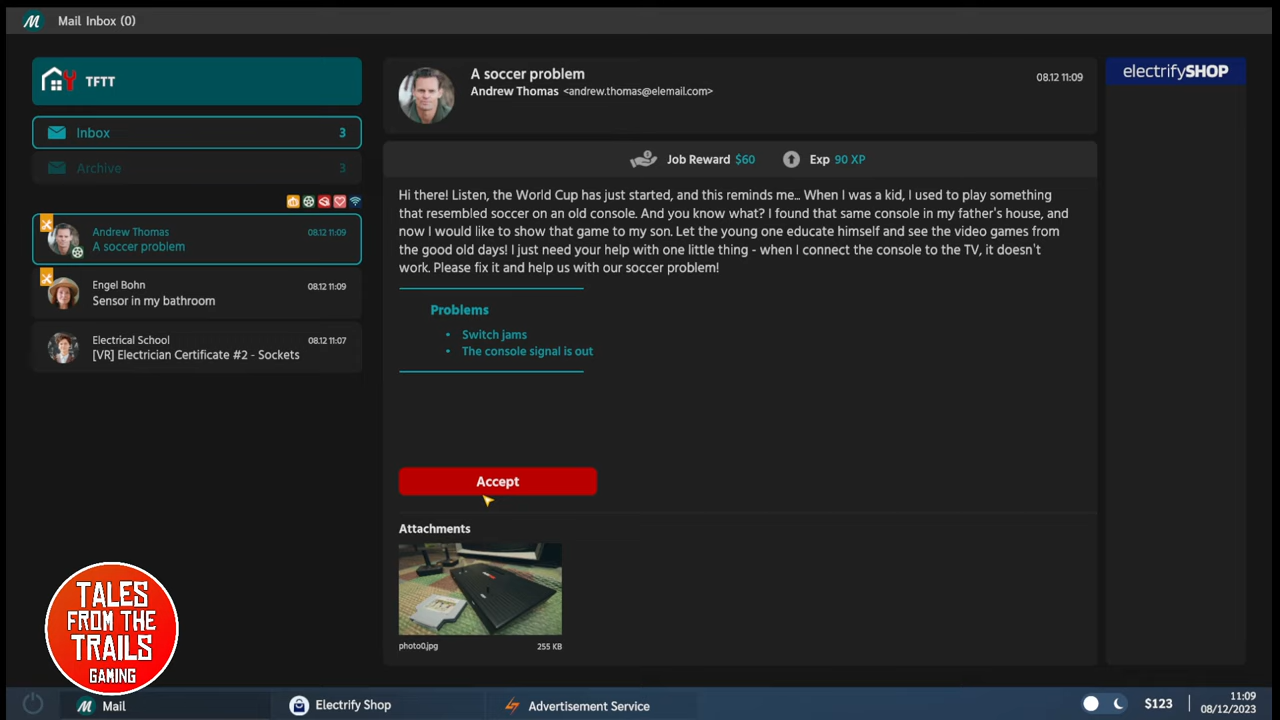 Mail Inbox (0)
TFTT
Inbox 3
Archive 3
Andrew Thomas 08.12 11:09
A soccer problem
Engel Bohn 08.12 11:09
Sensor in my bathroom
Electrical School 08.12 11:07
[VR] Electrician Certificate #2 - Sockets
A soccer problem
Andrew Thomas <andrew.thomas@elemail.com>
08.12 11:09
Job Reward $60 Exp 90 XP
Hi there! Listen, the World Cup has just started, and this reminds me... When I was a kid, I used to play something
that resembled soccer on an old console. And you know what? I found that same console in my father's house, and
now I would like to show that game to my son. Let the young one educate himself and see the video games from
the good old days! I just need your help with one little thing - when I connect the console to the TV, it doesn't
work. Please fix it and help us with our soccer problem!
Problems
• Switch jams
• The console signal is out
Accept
Attachments
photo0.jpg 255 KB
electrifySHOP
TALES
FROM THE
TRAILS
GAMING
Mail
Electrify Shop
Advertisement Service
$123
11:09
08/12/2023